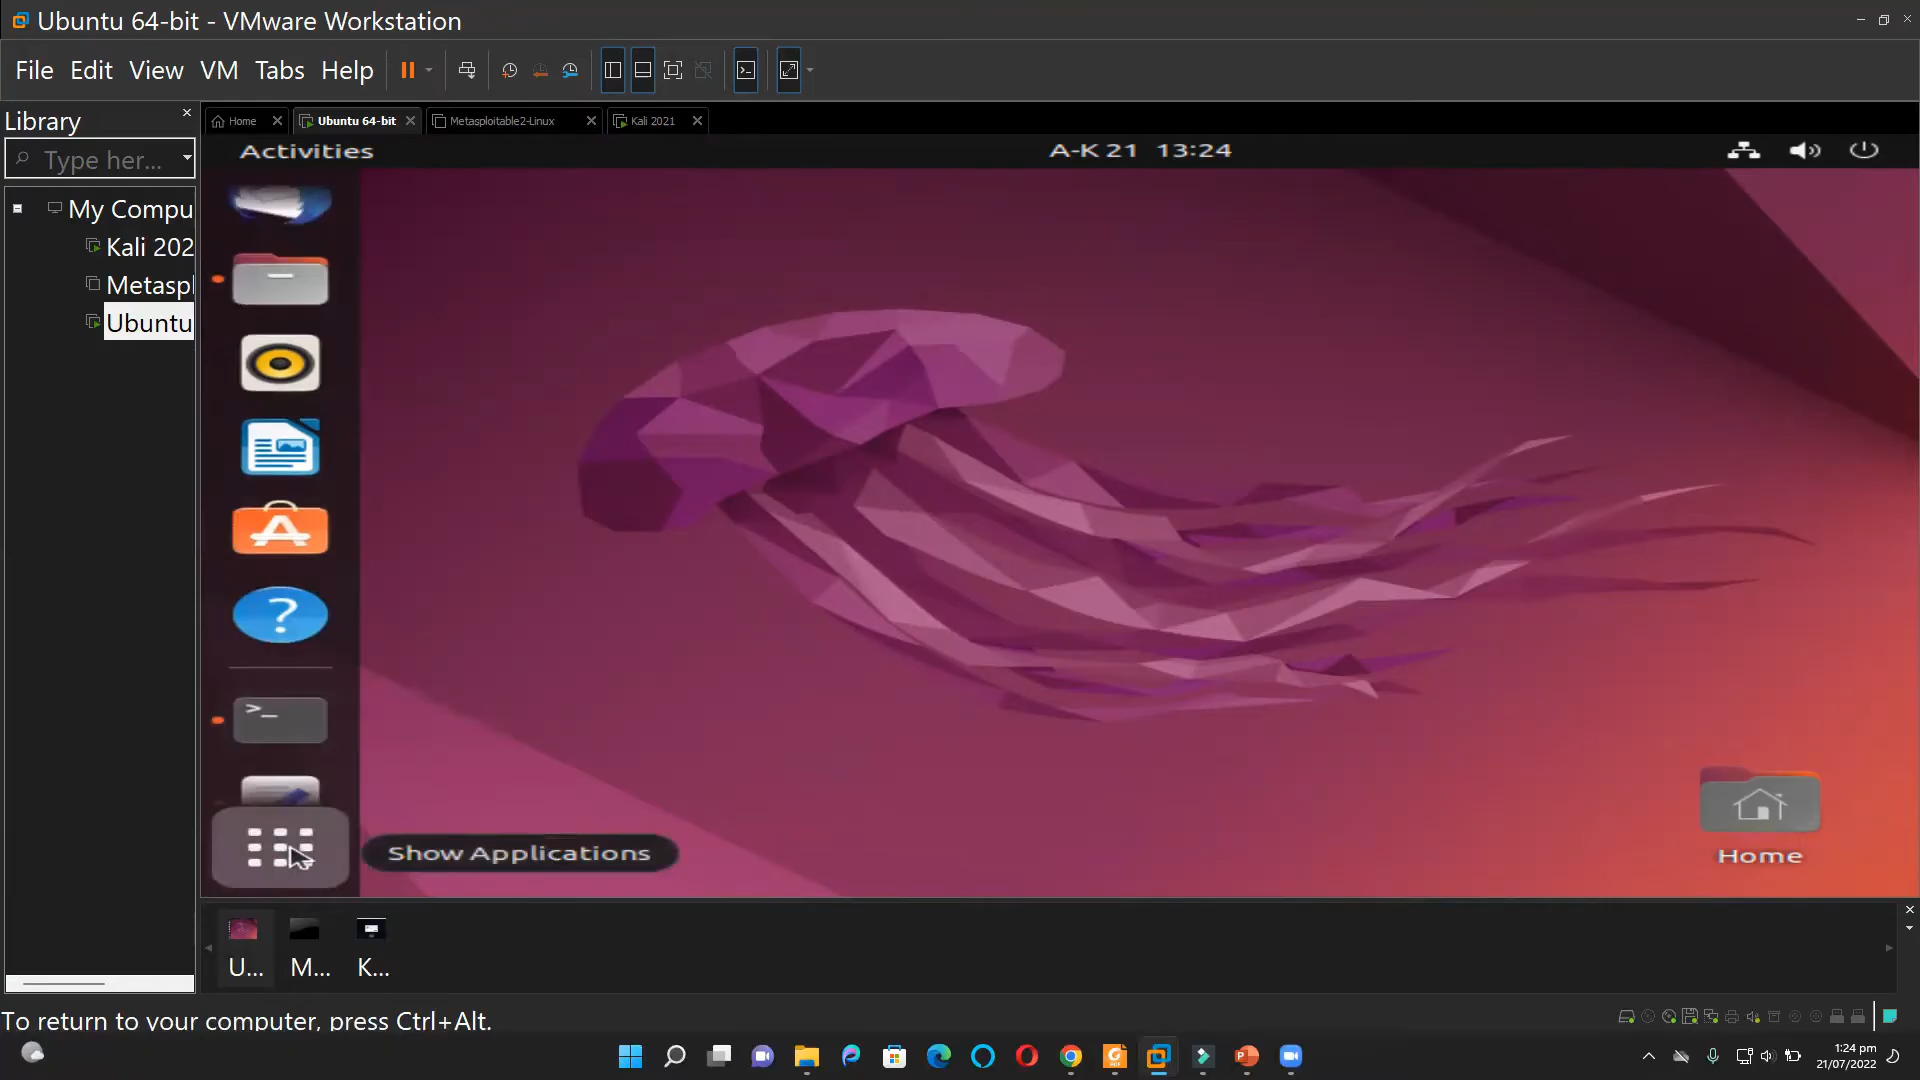 Ubuntu 64-bit - VMware Workstation
File Edit View VM Tabs Help
Library
Home
Ubuntu 64-bit
Metasploitable2-Linux
Kali 2021
Type her...
Activities
A-K 21 13:24
My Compu
Kali 202
Metaspl
Ubuntu
Show Applications
Home
U...
M...
K...
To return to your computer, press Ctrl+Alt.
1:24 pm
21/07/2022